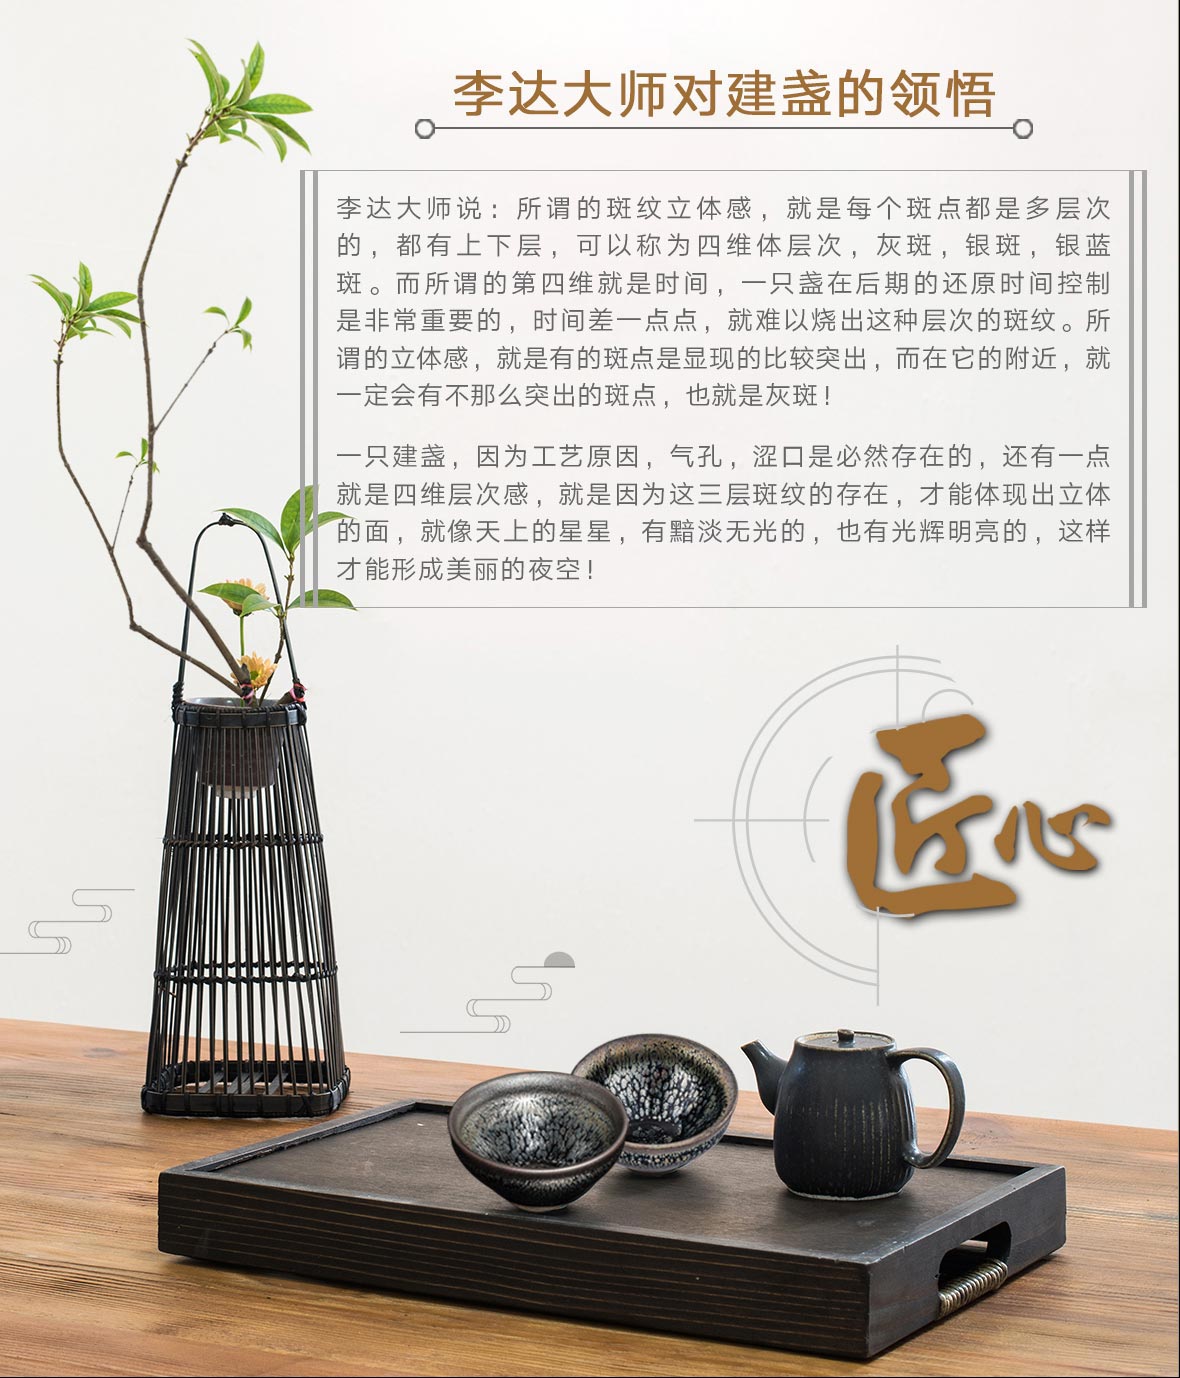 李达大师对建盏的领悟
李达大师说：所谓的斑纹立体感，就是每个斑点都是多层次
的，都有上下层，可以称为四维体层次，灰斑，银斑，银蓝
斑。而所谓的第四维就是时间，一只盏在后期的还原时间控制
是非常重要的，时间差一点点，就难以烧出这种层次的斑纹。所
谓的立体感，就是有的斑点是显现的比较突出，而在它的附近，就
一定会有不那么突出的斑点，也就是灰斑！
一只建盏，因为工艺原因，气孔，涩口是必然存在的，还有一点
就是四维层次感，就是因为这三层斑纹的存在，才能体现出立体
的面，就像天上的星星，有黯淡无光的，也有光辉明亮的，这样
才能形成美丽的夜空！
匠心